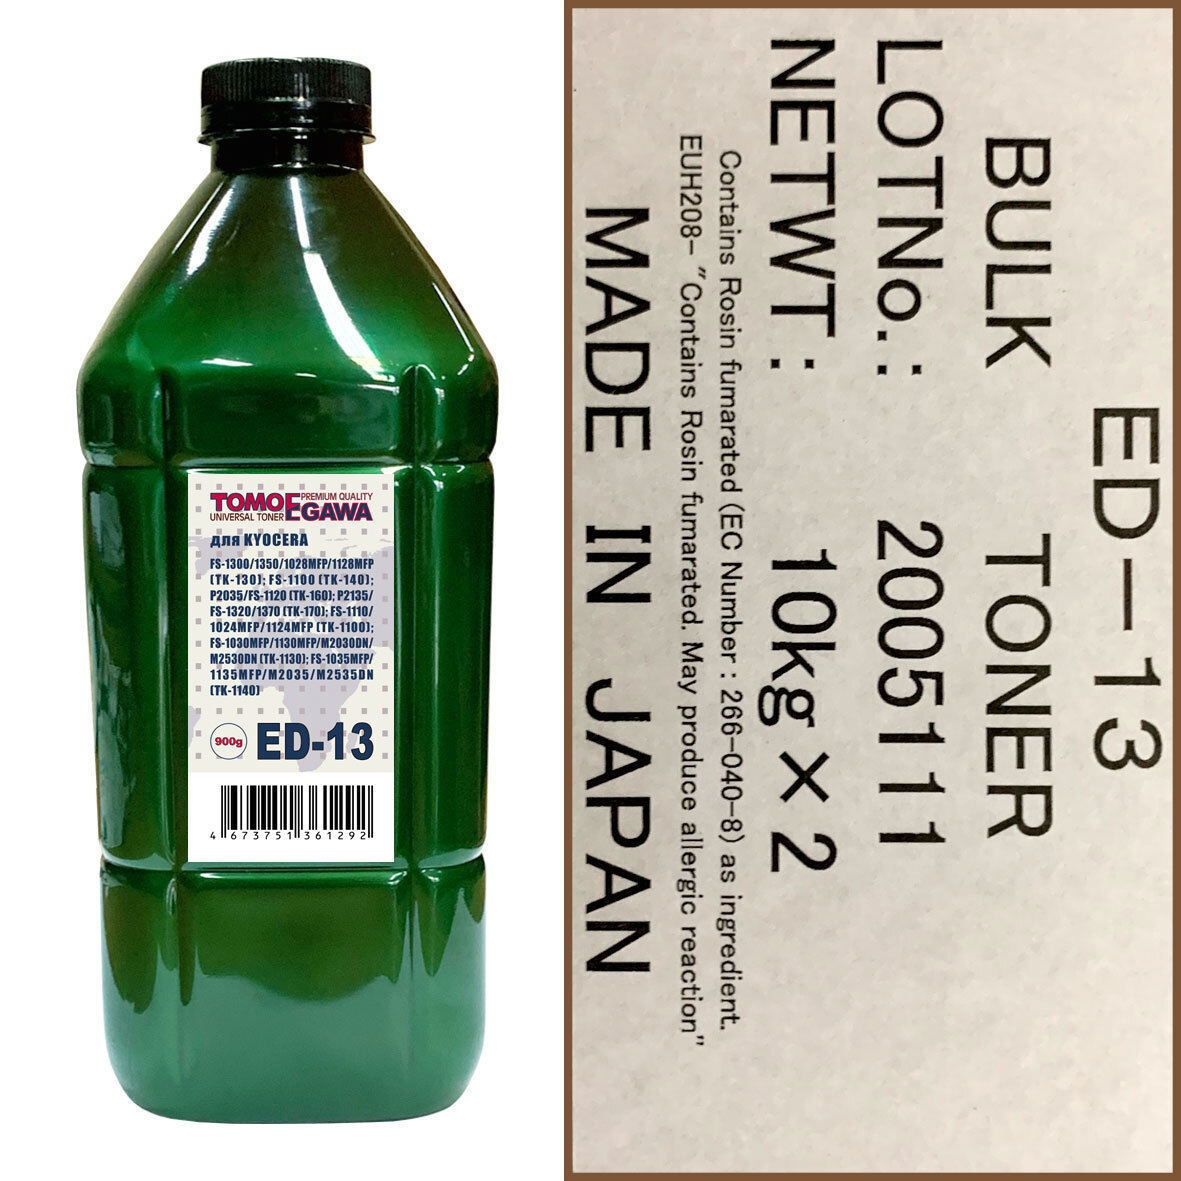 TOMOEGAWA
PREMIUM QUALITY
UNIVERSAL TONER
для KYOCERA
FS-1300/1350/1028MFP/1128MFP
(TK-130); FS-1100 (TK-140);
P2035/FS-1120 (TK-160); P2135/
FS-1320/1370 (TK-170); FS-1110/
1024MFP/1124MFP (TK-1100);
FS-1030MFP/1130MFP/M2030DN/
M2530DN (TK-1130); FS-1035MFP/
1135MFP/M2035/M2535DN
(TK-1140)
900g
ED-13
4 673751 361292
ED-13
BULK TONER
LOTNo.: 2005111
NETWT: 10kg×2
Contains Rosin fumarated (EC Number : 266-040-8) as ingredient.
EUH208- "Contains Rosin fumarated. May produce allergic reaction"
MADE IN JAPAN